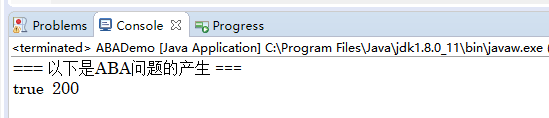 Problems Console Progress
<terminated> ABADemo [Java Application] C:\Program Files\Java\jdk1.8.0_11\bin\javaw.exe (
=== 以下是ABA问题的产生 ===
true 200